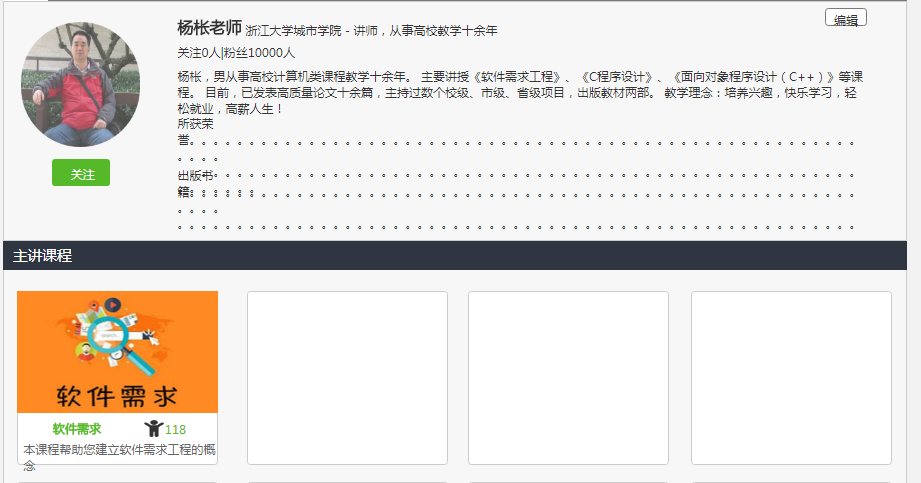 杨枨老师 浙江大学城市学院 - 讲师，从事高校教学十余年
编辑
关注0人|粉丝10000人
杨枨，男从事高校计算机类课程教学十余年。 主要讲授《软件需求工程》、《C程序设计》、《面向对象程序设计（C++）》等课
程。 目前，已发表高质量论文十余篇，主持过数个校级、市级、省级项目，出版教材两部。 教学理念：培养兴趣，快乐学习，轻
松就业，高薪人生！
所获荣
誉。。。。。。。。。。。。。。。。。。。。。。。。。。。。。。。。。。。。。。。。。。。。。。。。。。。。。。。。
。。。。
关注
出版书。。。。。。。。。。。。。。。。。。。。。。。。。。。。。。。。。。。。。。。。。。。。。。。。。。。。。。
籍。。。。。。。。。。。。。。。。。。。。。。。。。。。。。。。。。。。。。。。。。。。。。。。。。。。。。。。。
。。。。
。。。。。。。。。。。。。。。。。。。。。。。。。。。。。。。。。。。。。。。。。。。。。。。。。。。。。。。。。
主讲课程
软件需求
软件需求 118
本课程帮助您建立软件需求工程的概
念